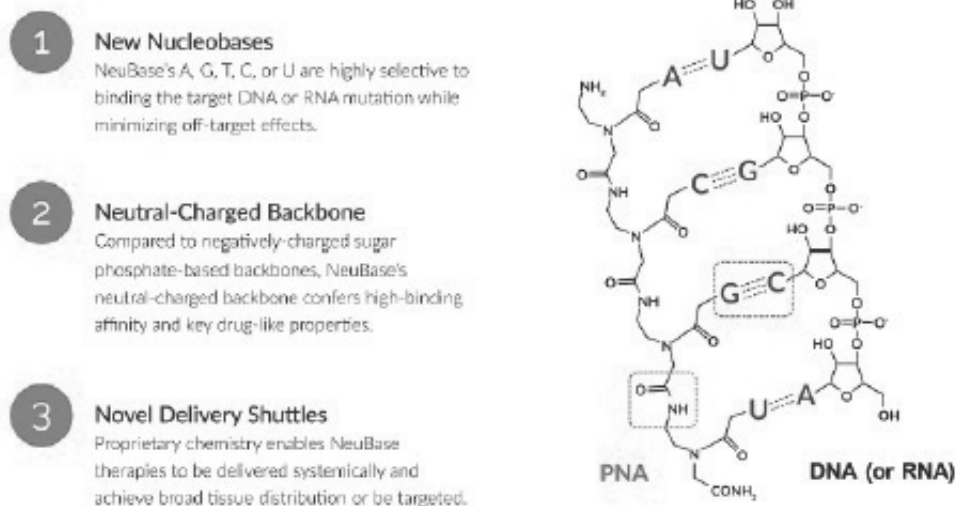 1
New Nucleobases
NeuBase's A, G, T, C, or U are highly selective to
binding the target DNA or RNA mutation while
minimizing off-target effects.
2
Neutral-Charged Backbone
Compared to negatively-charged sugar
phosphate-based backbones, NeuBase's
neutral-charged backbone confers high-binding
affinity and key drug-like properties.
3
Novel Delivery Shuttles
Proprietary chemistry enables NeuBase
therapies to be delivered systemically and
achieve broad tissue distribution or be targeted.
HO OH
O
A U
NH₂
O
O=P–O⁻
O
N
O
HO
O
O
NH
C G
O
O=P–O⁻
O
N
O
HO
O
O
NH
G C
O
O=P–O⁻
O
N
O
HO
O
O
NH
U A
OH
N
O
CONH₂
PNA
DNA (or RNA)